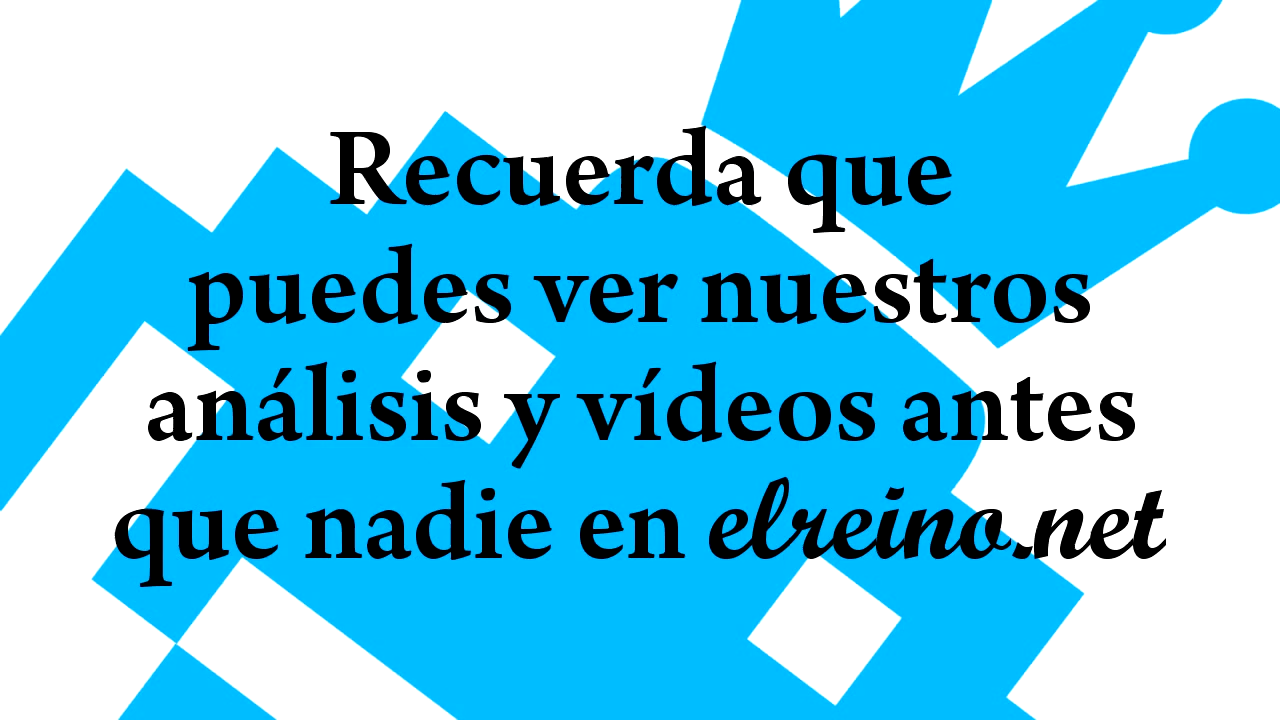 Recuerda que
puedes ver nuestros
análisis y vídeos antes
que nadie en elreino.net